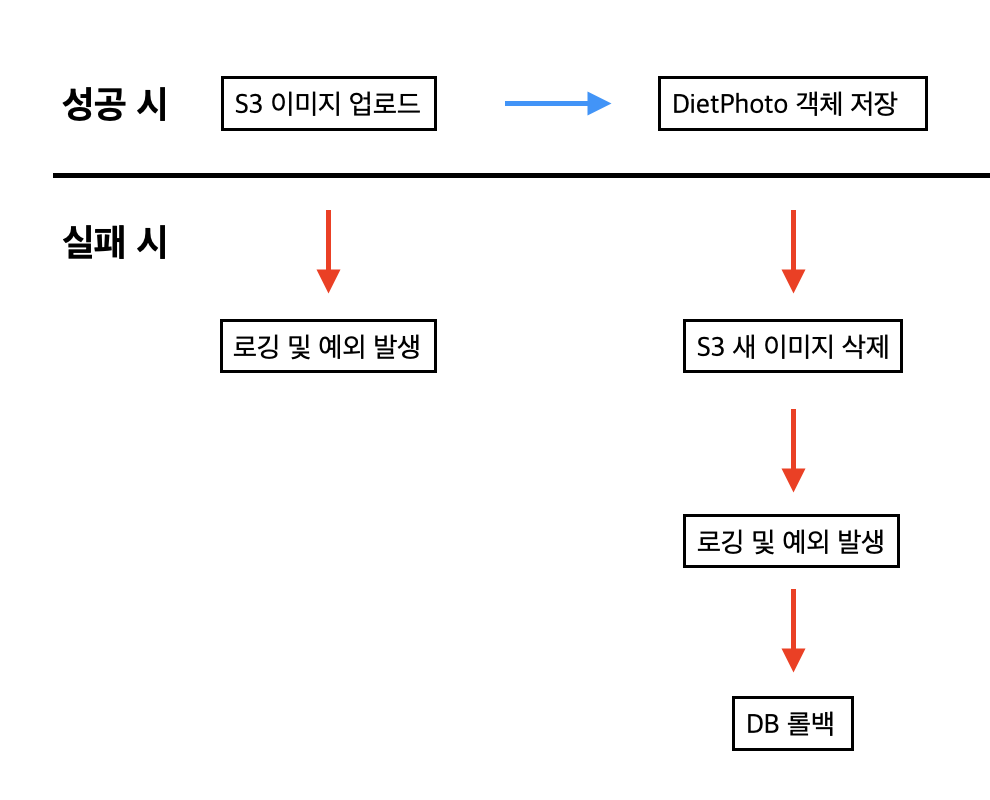 성공 시
S3 이미지 업로드
DietPhoto 객체 저장
실패 시
로깅 및 예외 발생
S3 새 이미지 삭제
로깅 및 예외 발생
DB 롤백